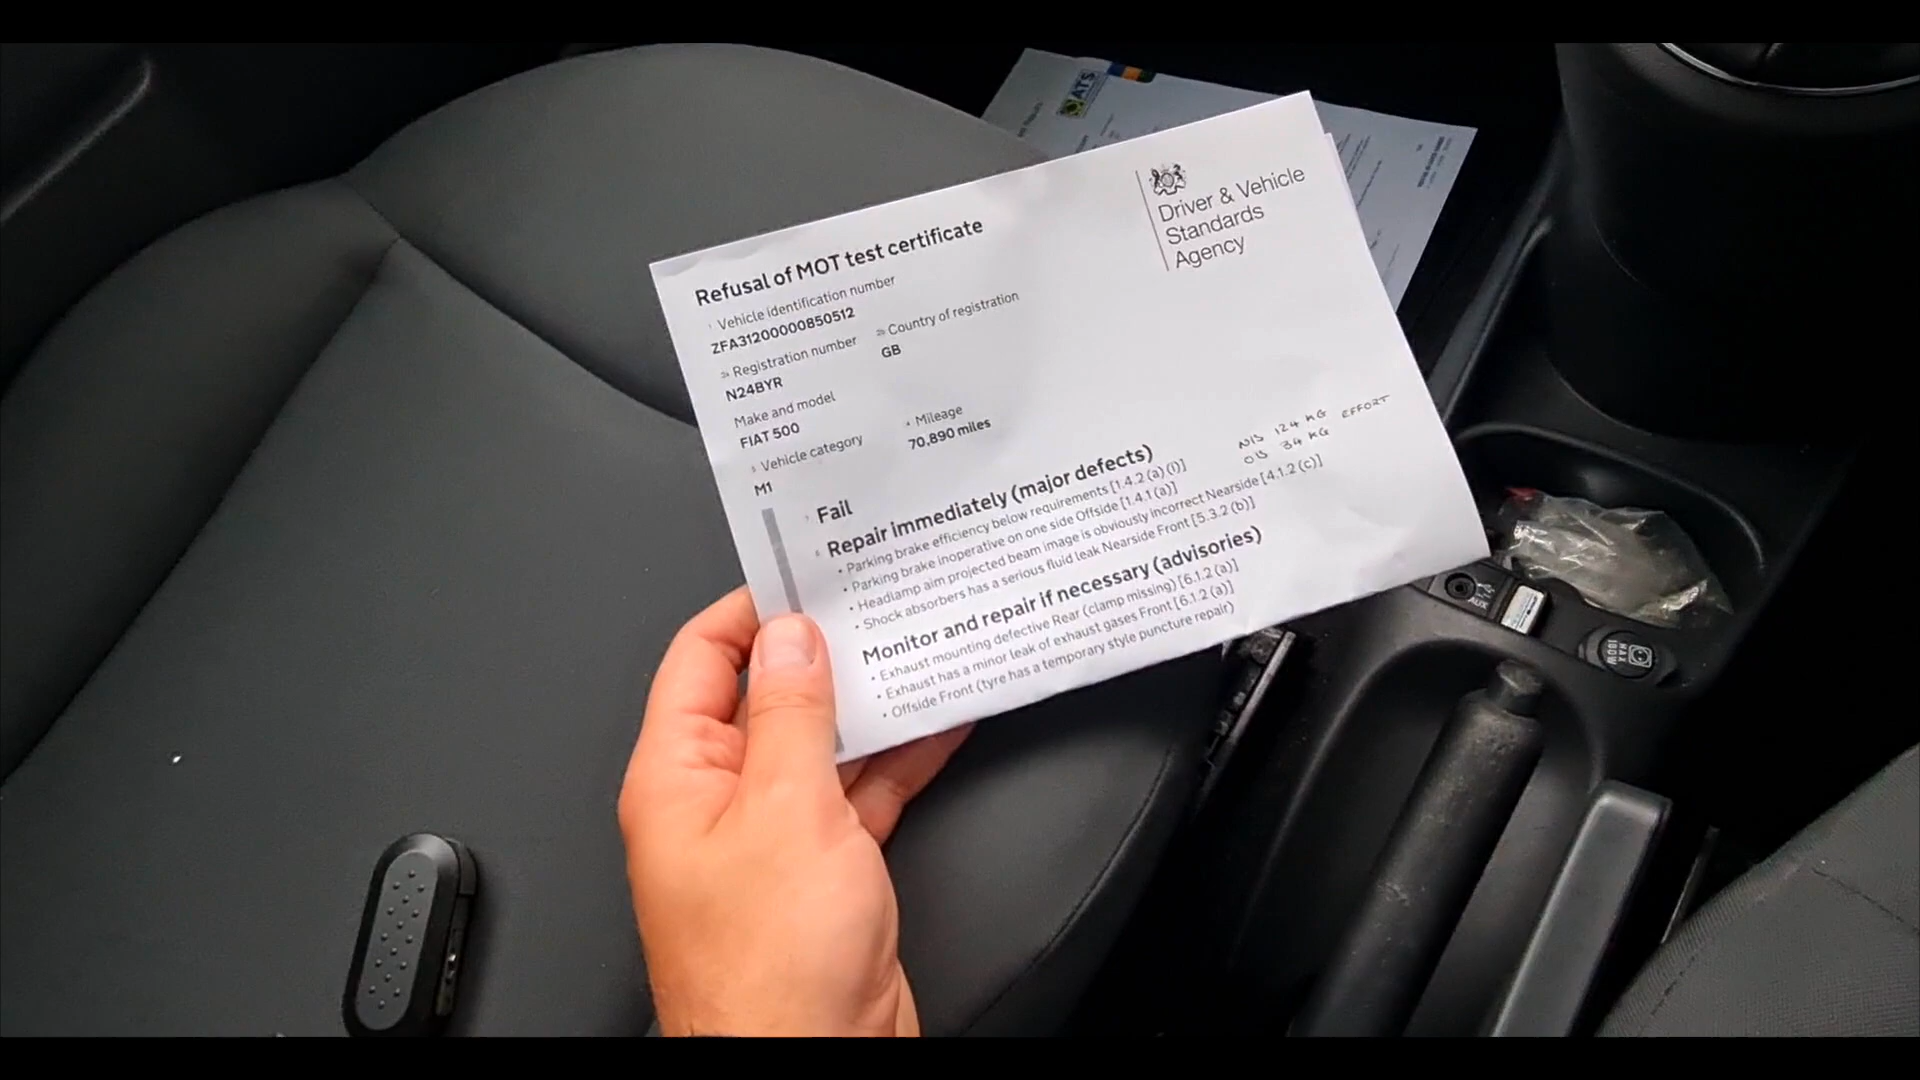 ATS
Driver & Vehicle
Standards
Agency
Refusal of MOT test certificate
Vehicle identification number
ZFA31200000850512
Registration number
Country of registration
N24BYR
GB
Make and model
FIAT 500
Mileage
Vehicle category
70,890 miles
M1
Fail
N/S 124 KG EFFORT
O/S 34 KG
Repair immediately (major defects)
• Parking brake efficiency below requirements [1.4.2 (a) (i)]
• Parking brake inoperative on one side Offside [1.4.1 (a)]
• Headlamp aim projected beam image is obviously incorrect Nearside [4.1.2 (c)]
• Shock absorbers has a serious fluid leak Nearside Front [5.3.2 (b)]
Monitor and repair if necessary (advisories)
• Exhaust mounting defective Rear (clamp missing) [6.1.2 (a)]
• Exhaust has a minor leak of exhaust gases Front [6.1.2 (a)]
• Offside Front (tyre has a temporary style puncture repair)
AUX
180W
MAX